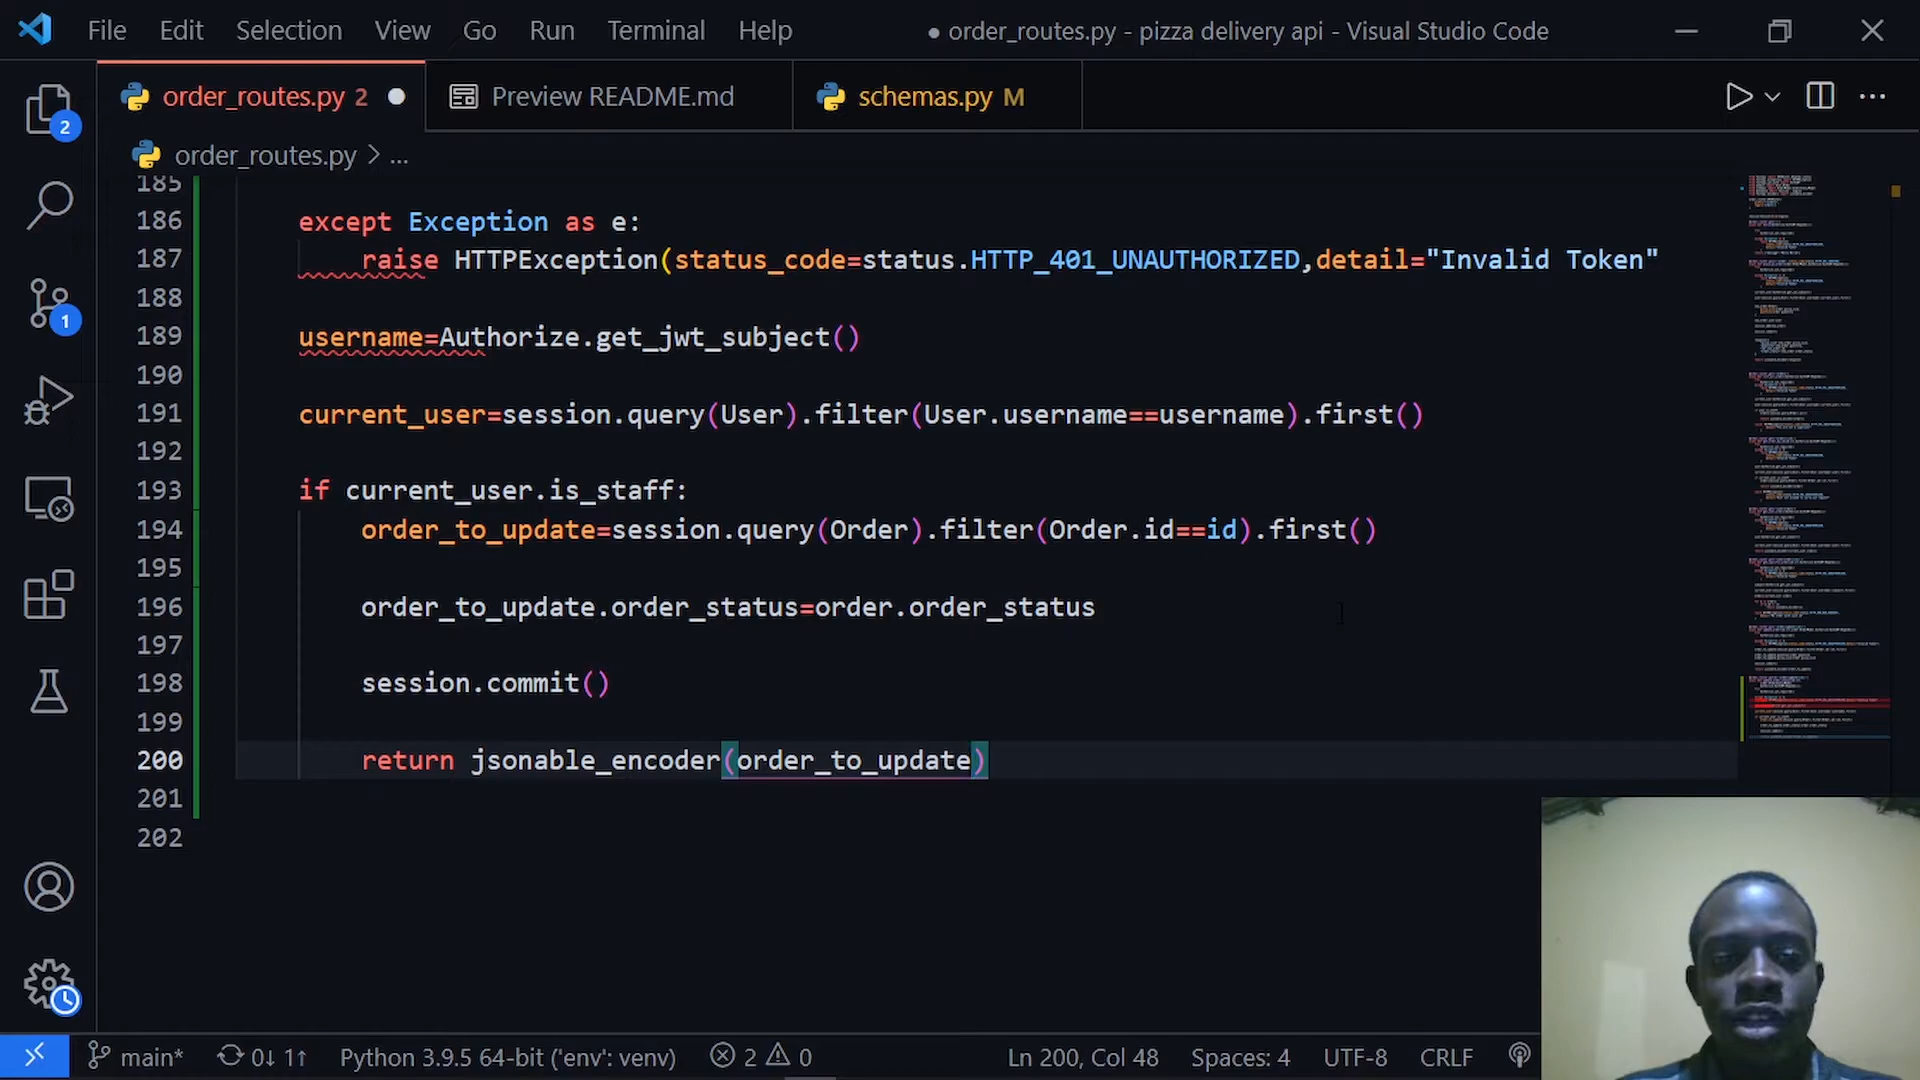 File Edit Selection View Go Run Terminal Help
● order_routes.py - pizza delivery api - Visual Studio Code
order_routes.py 2 ● Preview README.md schemas.py M
order_routes.py > ...
185
186 except Exception as e:
187 raise HTTPException(status_code=status.HTTP_401_UNAUTHORIZED,detail="Invalid Token"
188
189 username=Authorize.get_jwt_subject()
190
191 current_user=session.query(User).filter(User.username==username).first()
192
193 if current_user.is_staff:
194 order_to_update=session.query(Order).filter(Order.id==id).first()
195
196 order_to_update.order_status=order.order_status
197
198 session.commit()
199
200 return jsonable_encoder(order_to_update)
201
202
2
1
main* 0↓ 1↑ Python 3.9.5 64-bit ('env': venv) 2 0 Ln 200, Col 48 Spaces: 4 UTF-8 CRLF